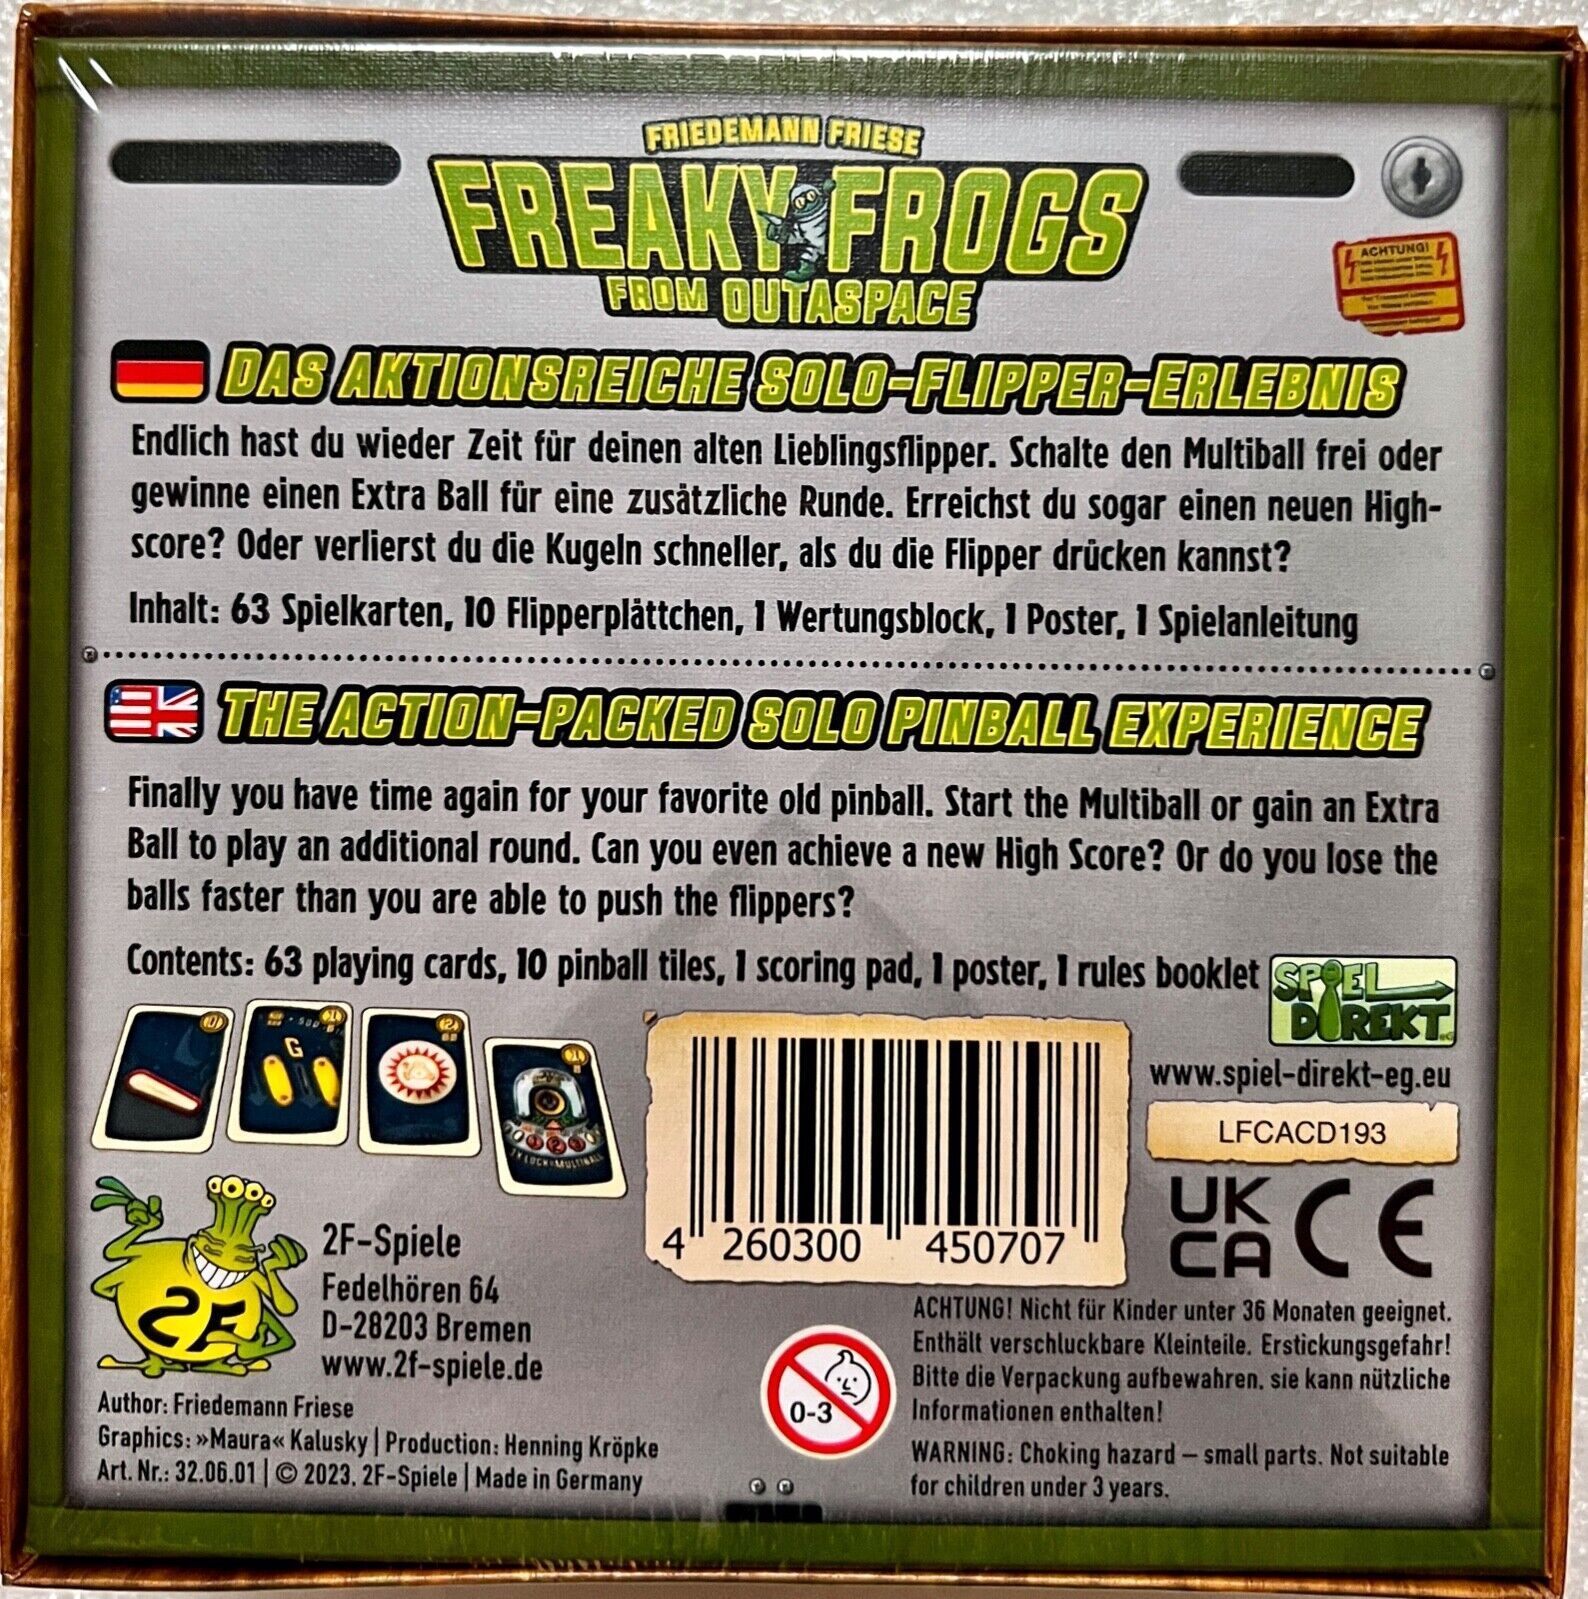 FRIEDEMANN FRIESE
FREAKY FROGS
FROM OUTASPACE
ACHTUNG!
DAS AKTIONSREICHE SOLO-FLIPPER-ERLEBNIS
Endlich hast du wieder Zeit für deinen alten Lieblingsflipper. Schalte den Multiball frei oder
gewinne einen Extra Ball für eine zusätzliche Runde. Erreichst du sogar einen neuen High-
score? Oder verlierst du die Kugeln schneller, als du die Flipper drücken kannst?
Inhalt: 63 Spielkarten, 10 Flipperplättchen, 1 Wertungsblock, 1 Poster, 1 Spielanleitung
THE ACTION-PACKED SOLO PINBALL EXPERIENCE
Finally you have time again for your favorite old pinball. Start the Multiball or gain an Extra
Ball to play an additional round. Can you even achieve a new High Score? Or do you lose the
balls faster than you are able to push the flippers?
Contents: 63 playing cards, 10 pinball tiles, 1 scoring pad, 1 poster, 1 rules booklet
SPIEL
DIREKT
www.spiel-direkt-eg.eu
LFCACD193
UK
CA CE
0
1
G
2
1
1 2 3
LOCK=MULTIBALL
4 260300 450707
2F
2F-Spiele
Fedelhören 64
D-28203 Bremen
www.2f-spiele.de
Author: Friedemann Friese
Graphics: »Maura« Kalusky | Production: Henning Kröpke
Art. Nr.: 32.06.01 | © 2023, 2F-Spiele | Made in Germany
0-3
ACHTUNG! Nicht für Kinder unter 36 Monaten geeignet.
Enthält verschluckbare Kleinteile. Erstickungsgefahr!
Bitte die Verpackung aufbewahren. sie kann nützliche
Informationen enthalten!
WARNING: Choking hazard – small parts. Not suitable
for children under 3 years.